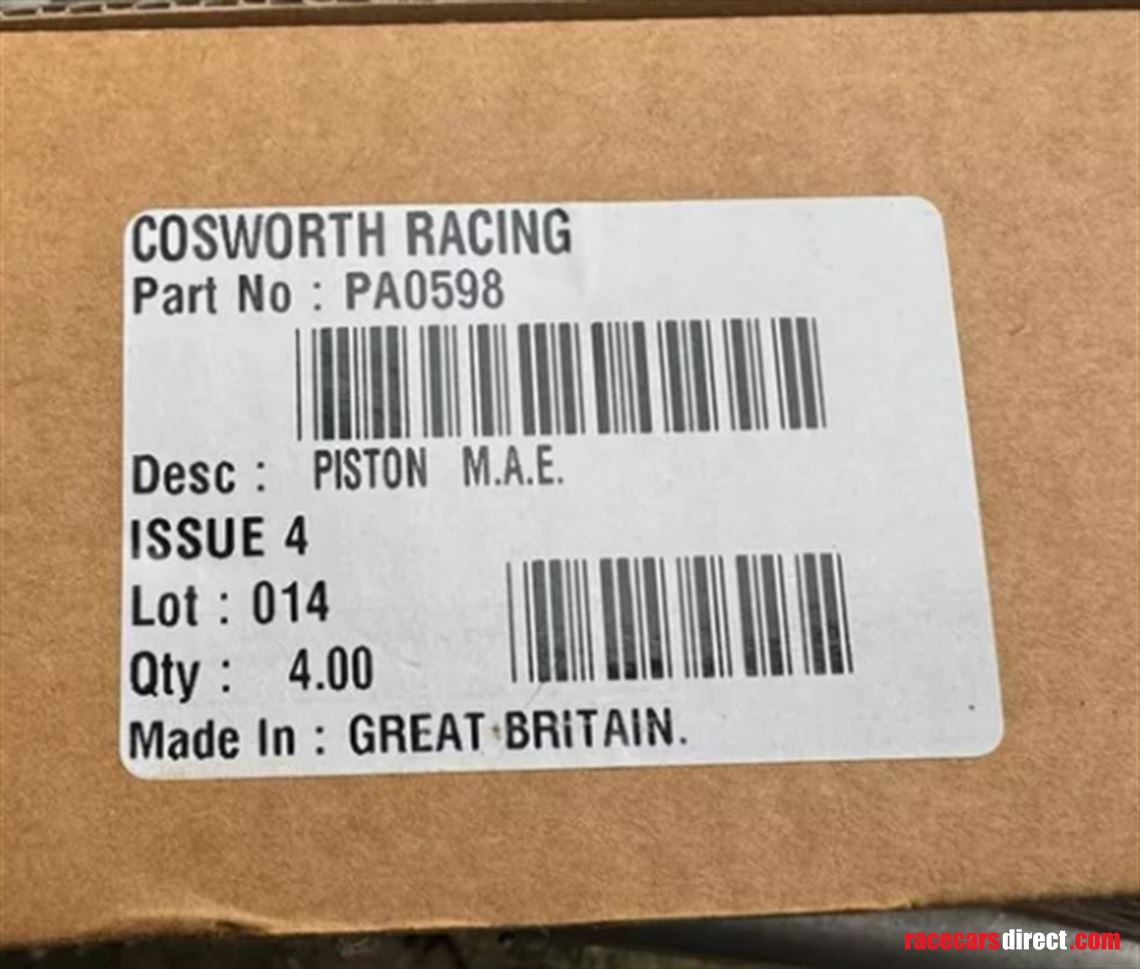 COSWORTH RACING
Part No : PA0598
Desc : PISTON M.A.E.
ISSUE 4
Lot : 014
Qty : 4.00
Made In : GREAT BRITAIN.
racecarsdirect.com